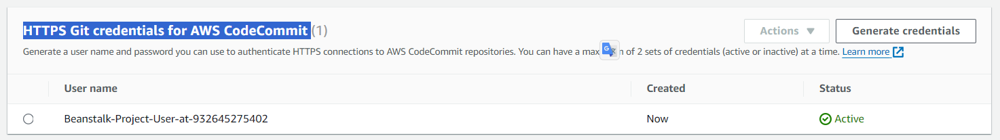 HTTPS Git credentials for AWS CodeCommit (1)
Actions
Generate credentials
Generate a user name and password you can use to authenticate HTTPS connections to AWS CodeCommit repositories. You can have a max n of 2 sets of credentials (active or inactive) at a time. Learn more
User name
Created
Status
Beanstalk-Project-User-at-932645275402
Now
Active